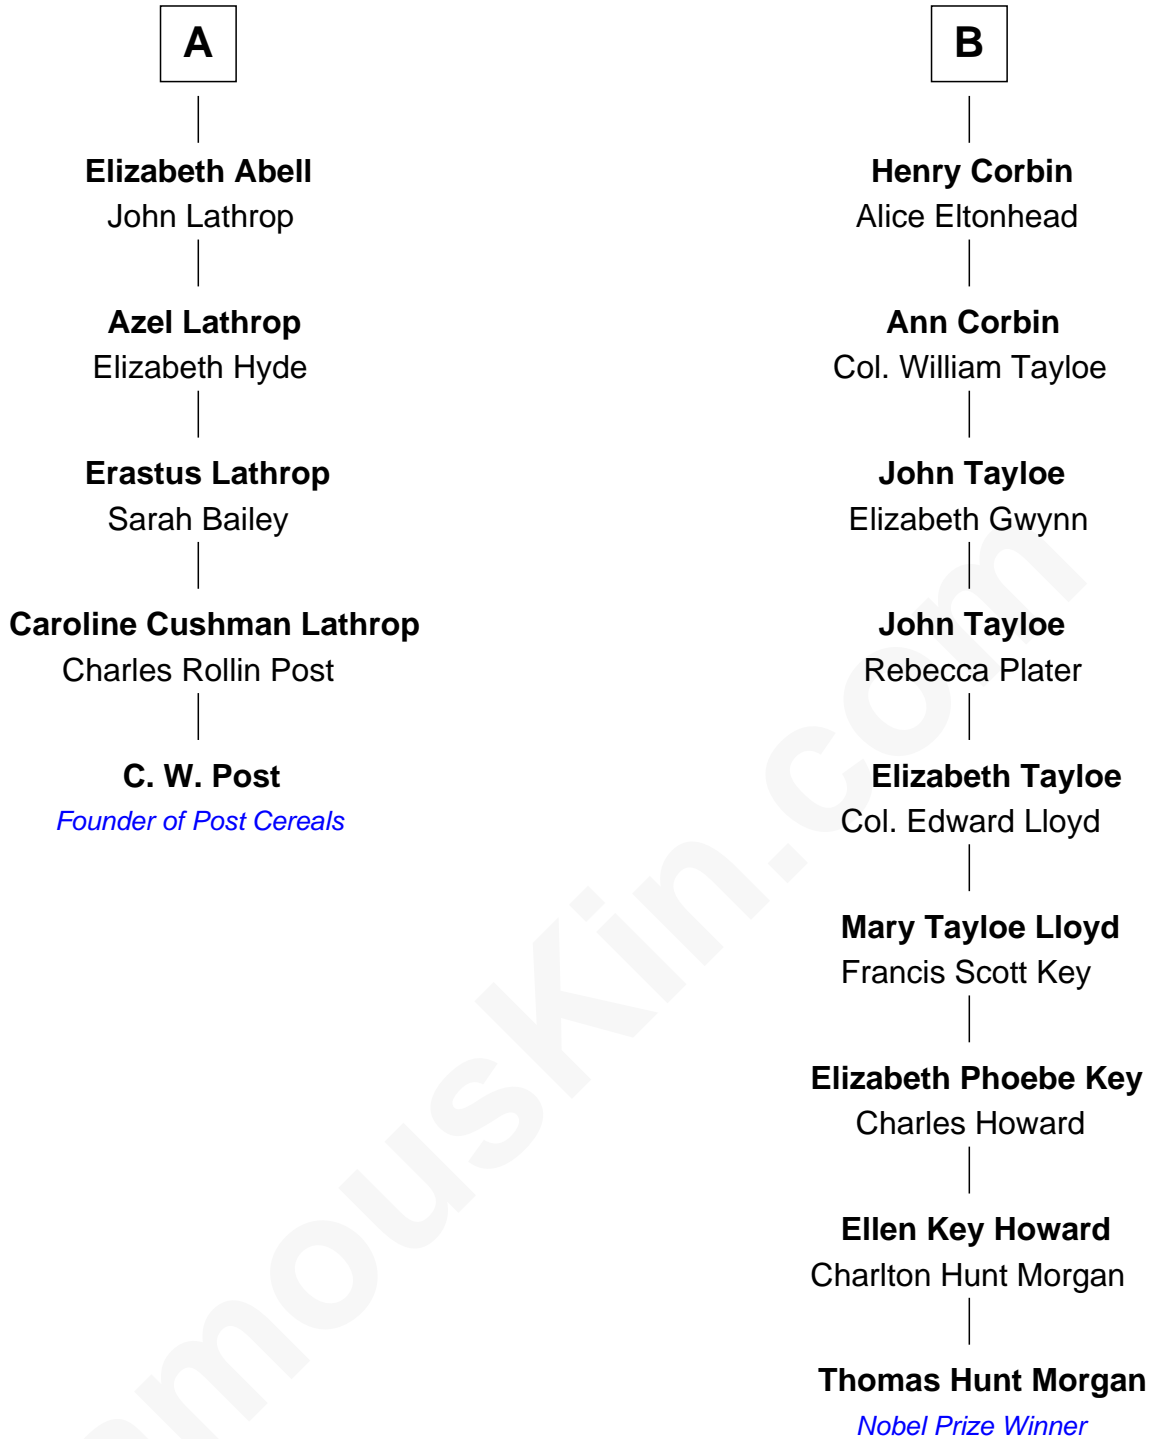 A
Elizabeth Abell
John Lathrop
Azel Lathrop
Elizabeth Hyde
Erastus Lathrop
Sarah Bailey
Caroline Cushman Lathrop
Charles Rollin Post
C. W. Post
Founder of Post Cereals
B
Henry Corbin
Alice Eltonhead
Ann Corbin
Col. William Tayloe
John Tayloe
Elizabeth Gwynn
John Tayloe
Rebecca Plater
Elizabeth Tayloe
Col. Edward Lloyd
Mary Tayloe Lloyd
Francis Scott Key
Elizabeth Phoebe Key
Charles Howard
Ellen Key Howard
Charlton Hunt Morgan
Thomas Hunt Morgan
Nobel Prize Winner
amousKin.com